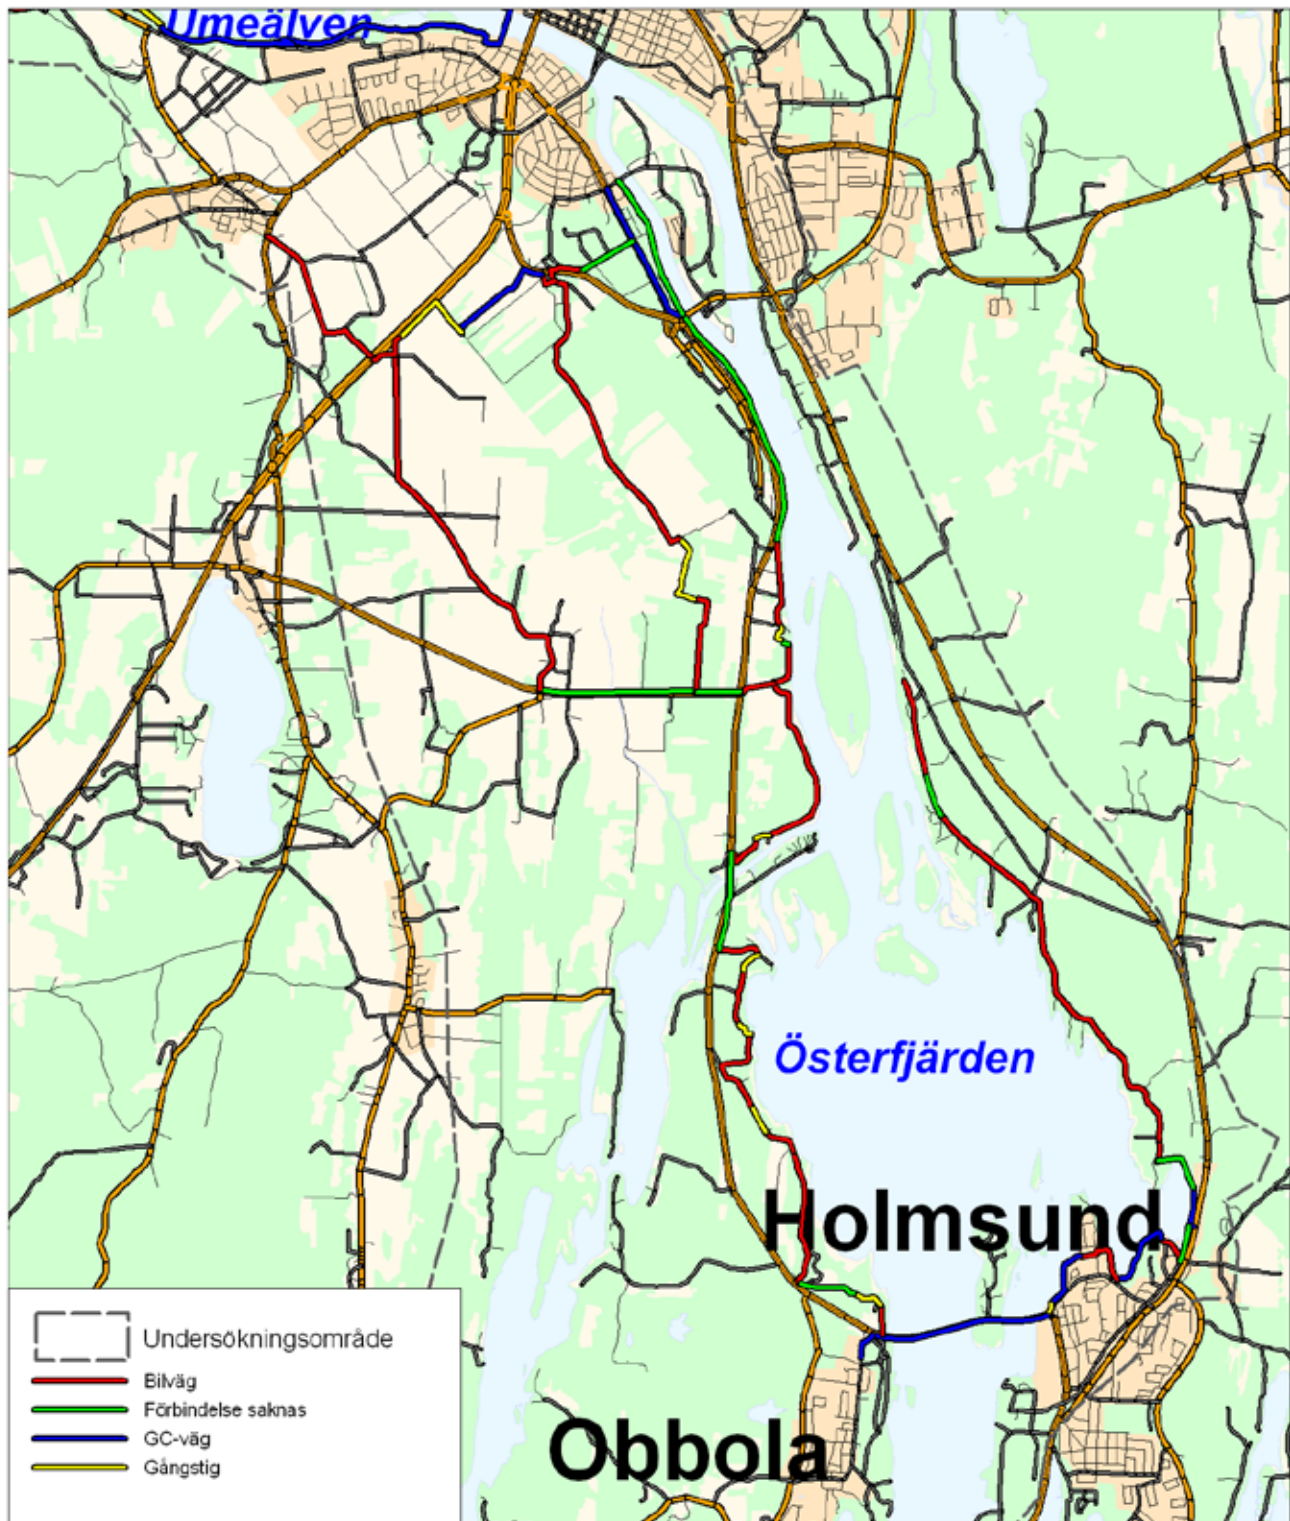 Umeälven
Österfjärden
Holmsund
Obbola
Undersökningsområde
Bilväg
Förbindelse saknas
GC-väg
Gångstig